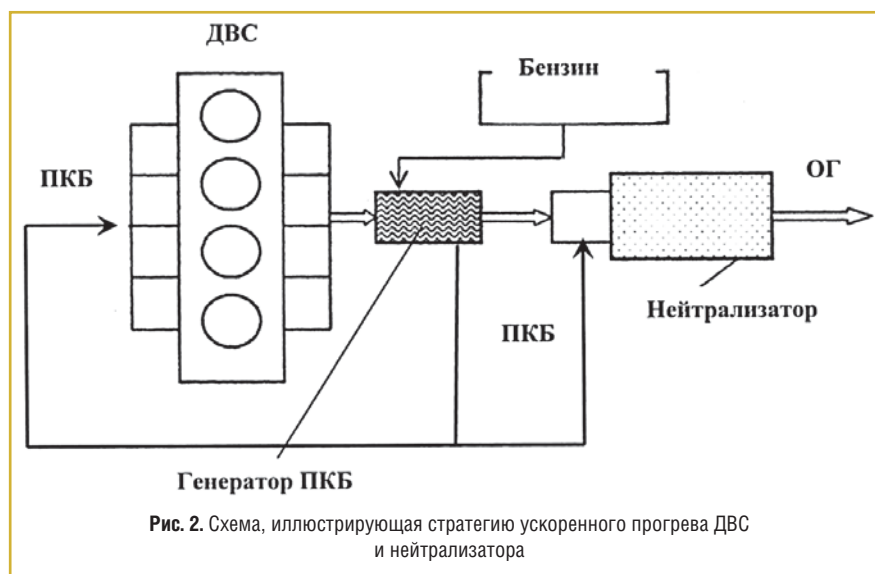 ДВС
Бензин
ПКБ
ОГ
Нейтрализатор
ПКБ
Генератор ПКБ
Рис. 2. Схема, иллюстрирующая стратегию ускоренного прогрева ДВС
и нейтрализатора